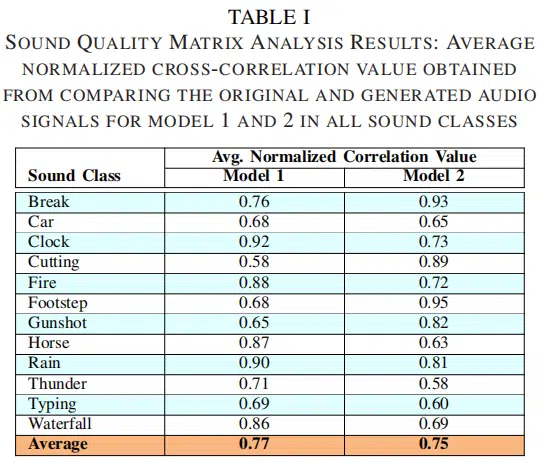 TABLE I
SOUND QUALITY MATRIX ANALYSIS RESULTS: AVERAGE
NORMALIZED CROSS-CORRELATION VALUE OBTAINED
FROM COMPARING THE ORIGINAL AND GENERATED AUDIO
SIGNALS FOR MODEL 1 AND 2 IN ALL SOUND CLASSES
Avg. Normalized Correlation Value
Sound Class Model 1 Model 2
Break 0.76 0.93
Car 0.68 0.65
Clock 0.92 0.73
Cutting 0.58 0.89
Fire 0.88 0.72
Footstep 0.68 0.95
Gunshot 0.65 0.82
Horse 0.87 0.63
Rain 0.90 0.81
Thunder 0.71 0.58
Typing 0.69 0.60
Waterfall 0.86 0.69
Average 0.77 0.75